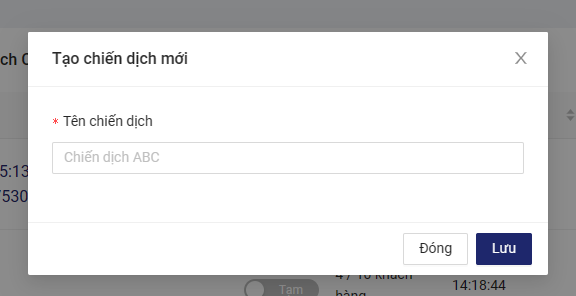 ch C
Tạo chiến dịch mới
* Tên chiến dịch
Chiến dịch ABC
5:13
/530
Đóng
Lưu
Tạm
4 / 10 khách
hàng
14:18:44